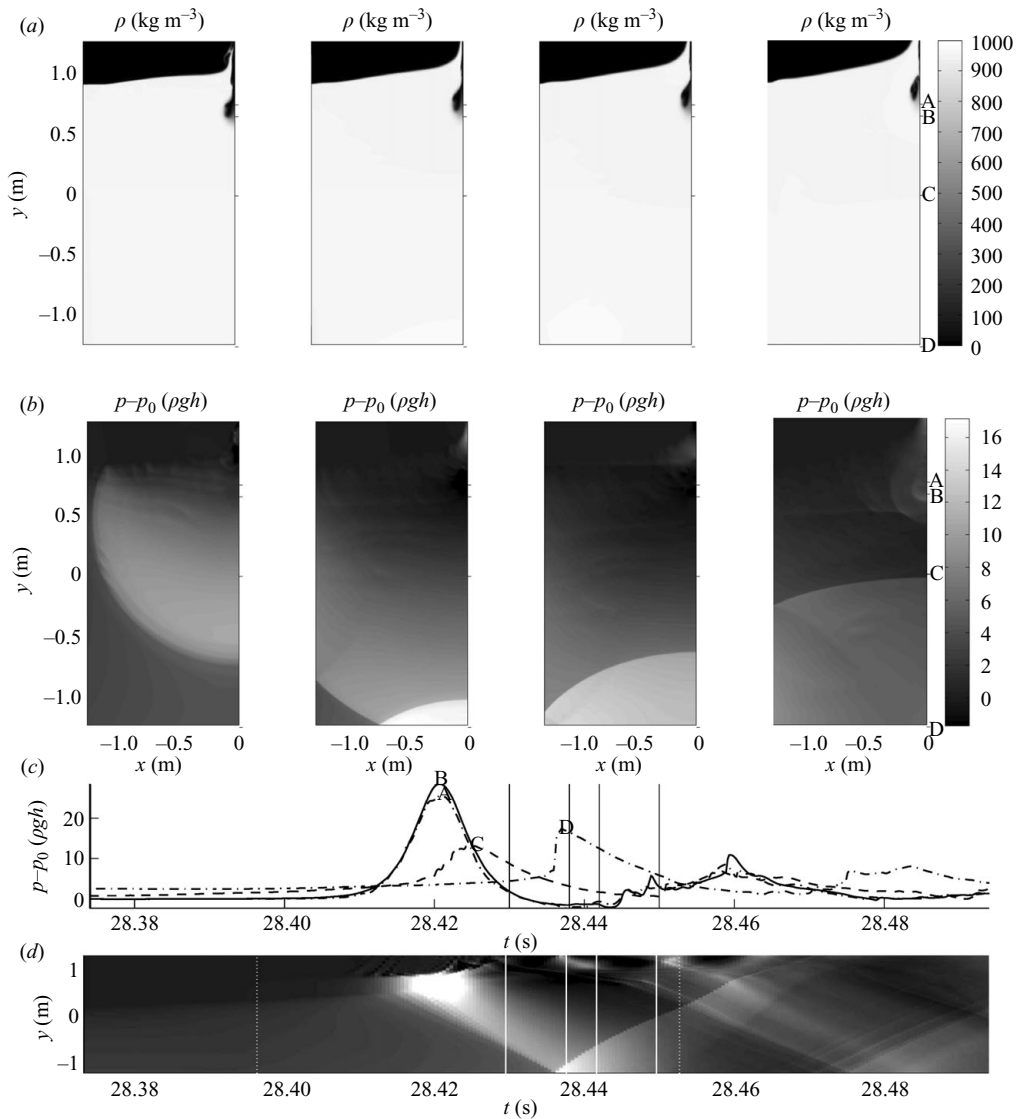 (a)
ρ (kg m–3) ρ (kg m–3) ρ (kg m–3) ρ (kg m–3)
1.0
0.5
0
–0.5
–1.0
y (m)
A
B
C
D
1000
900
800
700
600
500
400
300
200
100
0
(b)
p–p0 (ρgh) p–p0 (ρgh) p–p0 (ρgh) p–p0 (ρgh)
1.0
0.5
0
–0.5
–1.0
y (m)
A
B
C
D
16
14
12
10
8
6
4
2
0
–1.0 –0.5 0 –1.0 –0.5 0 –1.0 –0.5 0 –1.0 –0.5 0
x (m) x (m) x (m) x (m)
(c)
p–p0 (ρgh)
20
10
0
B
A
C
D
28.38 28.40 28.42 28.44 28.46 28.48
t (s)
(d)
y (m)
1
0
–1
28.38 28.40 28.42 28.44 28.46 28.48
t (s)